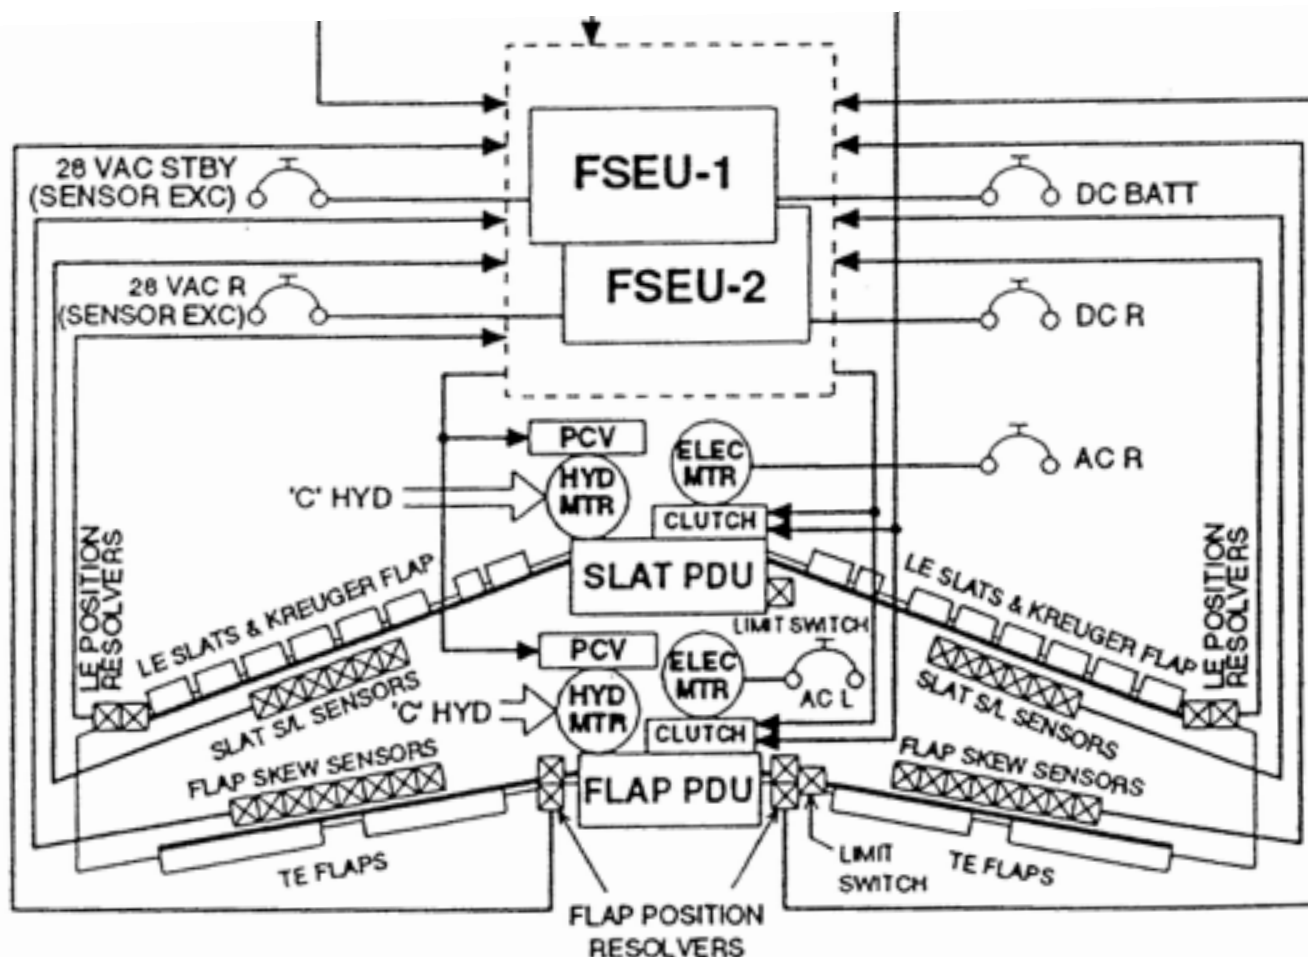 28 VAC STBY
(SENSOR EXC)
FSEU-1
DC BATT
28 VAC R
(SENSOR EXC)
FSEU-2
DC R
PCV
ELEC
MTR
AC R
'C' HYD
HYD
MTR
CLUTCH
LE POSITION
RESOLVERS
LE SLATS & KREUGER FLAP
SLAT PDU
LE SLATS & KREUGER FLAP
LE POSITION
RESOLVERS
LIMIT SWITCH
PCV
ELEC
MTR
AC L
SLAT S/L SENSORS
SLAT S/L SENSORS
'C' HYD
HYD
MTR
CLUTCH
FLAP SKEW SENSORS
FLAP SKEW SENSORS
FLAP PDU
TE FLAPS
LIMIT
SWITCH
TE FLAPS
FLAP POSITION
RESOLVERS